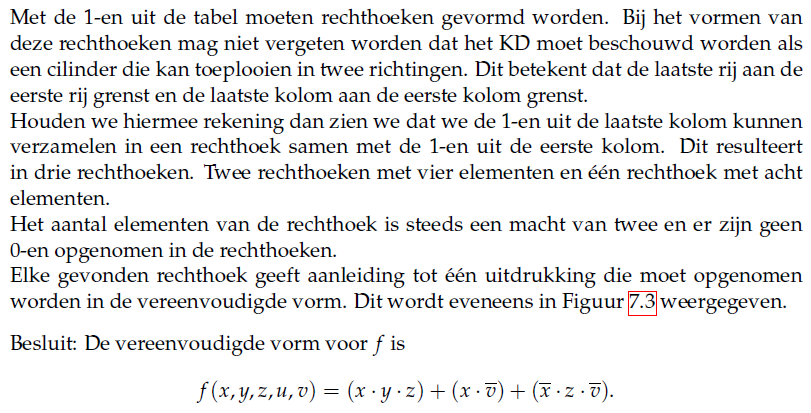 Met de 1-en uit de tabel moeten rechthoeken gevormd worden. Bij het vormen van
deze rechthoeken mag niet vergeten worden dat het KD moet beschouwd worden als
een cilinder die kan toeplooien in twee richtingen. Dit betekent dat de laatste rij aan de
eerste rij grenst en de laatste kolom aan de eerste kolom grenst.
Houden we hiermee rekening dan zien we dat we de 1-en uit de laatste kolom kunnen
verzamelen in een rechthoek samen met de 1-en uit de eerste kolom. Dit resulteert
in drie rechthoeken. Twee rechthoeken met vier elementen en één rechthoek met acht
elementen.
Het aantal elementen van de rechthoek is steeds een macht van twee en er zijn geen
0-en opgenomen in de rechthoeken.
Elke gevonden rechthoek geeft aanleiding tot één uitdrukking die moet opgenomen
worden in de vereenvoudigde vorm. Dit wordt eveneens in Figuur 7.3 weergegeven.
Besluit: De vereenvoudigde vorm voor f is
f(x, y, z, u, v) = (x · y · z) + (x · v̅) + (x̅ · z · v̅).